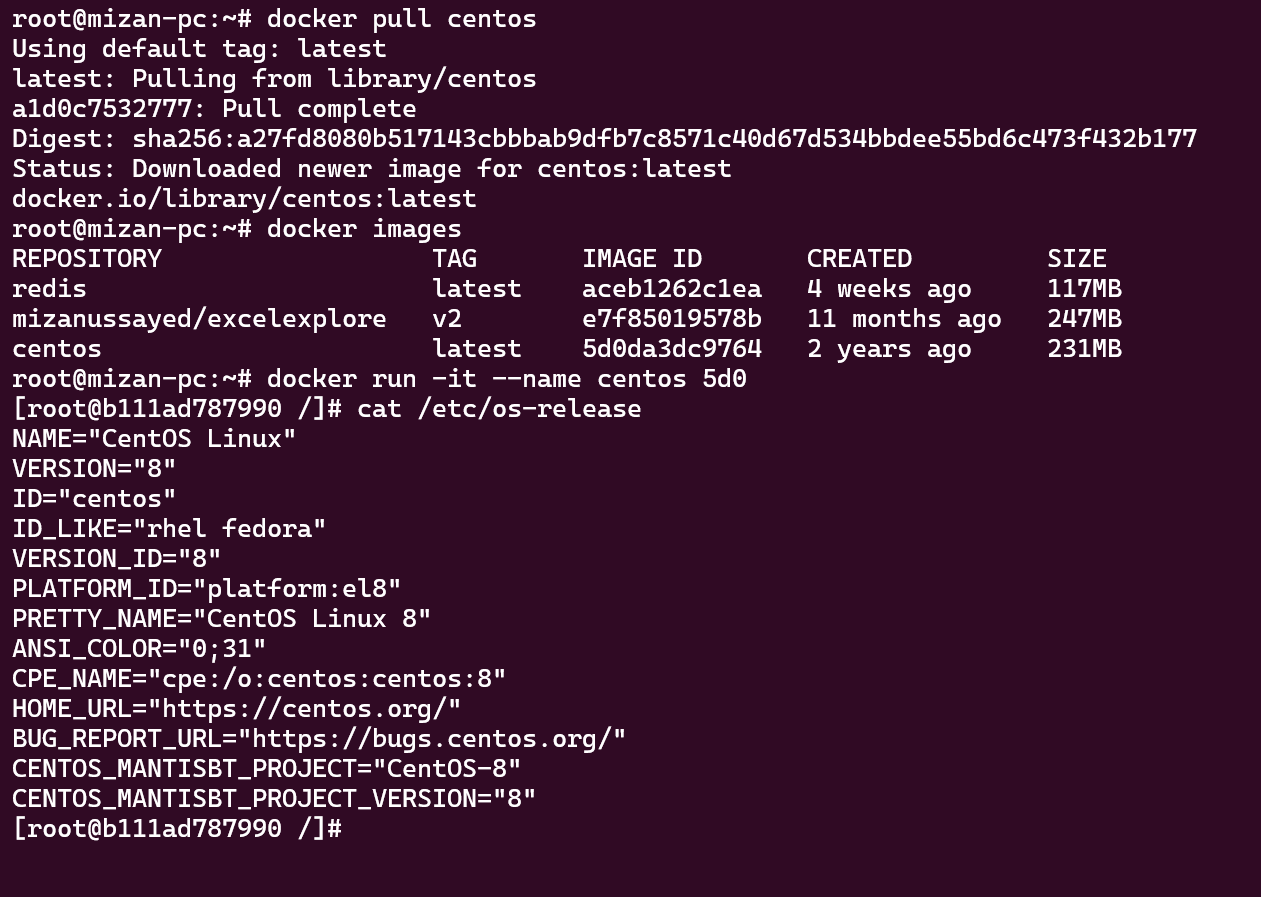 root@mizan-pc:~# docker pull centos
Using default tag: latest
latest: Pulling from library/centos
a1d0c7532777: Pull complete
Digest: sha256:a27fd8080b517143cbbbab9dfb7c8571c40d67d534bbdee55bd6c473f432b177
Status: Downloaded newer image for centos:latest
docker.io/library/centos:latest
root@mizan-pc:~# docker images
REPOSITORY                  TAG       IMAGE ID       CREATED         SIZE
redis                       latest    aceb1262c1ea   4 weeks ago     117MB
mizanussayed/excelexplore   v2        e7f85019578b   11 months ago   247MB
centos                      latest    5d0da3dc9764   2 years ago     231MB
root@mizan-pc:~# docker run -it --name centos 5d0
[root@b111ad787990 /]# cat /etc/os-release
NAME="CentOS Linux"
VERSION="8"
ID="centos"
ID_LIKE="rhel fedora"
VERSION_ID="8"
PLATFORM_ID="platform:el8"
PRETTY_NAME="CentOS Linux 8"
ANSI_COLOR="0;31"
CPE_NAME="cpe:/o:centos:centos:8"
HOME_URL="https://centos.org/"
BUG_REPORT_URL="https://bugs.centos.org/"
CENTOS_MANTISBT_PROJECT="CentOS-8"
CENTOS_MANTISBT_PROJECT_VERSION="8"
[root@b111ad787990 /]#